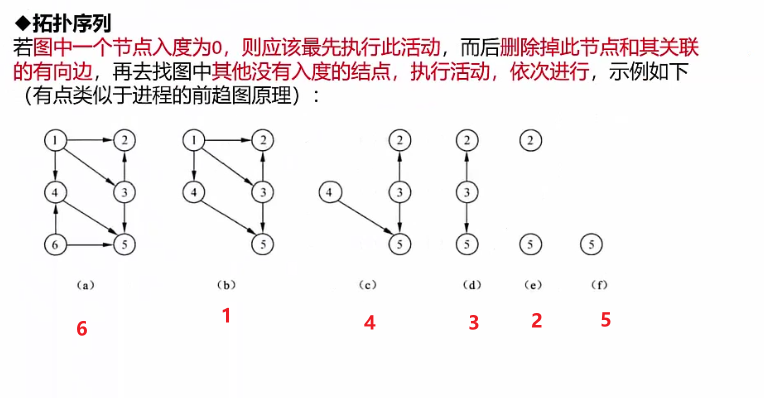 ◆拓扑序列
若图中一个节点入度为0，则应该最先执行此活动，而后删除掉此节点和其关联
的有向边，再去找图中其他没有入度的结点，执行活动，依次进行，示例如下
（有点类似于进程的前趋图原理）：
1 2 1 2 2 2 2
4 3 4 3 4 3 3
6 5 5 5 5 5 5
（a） （b） （c） （d） （e） （f）
6 1 4 3 2 5